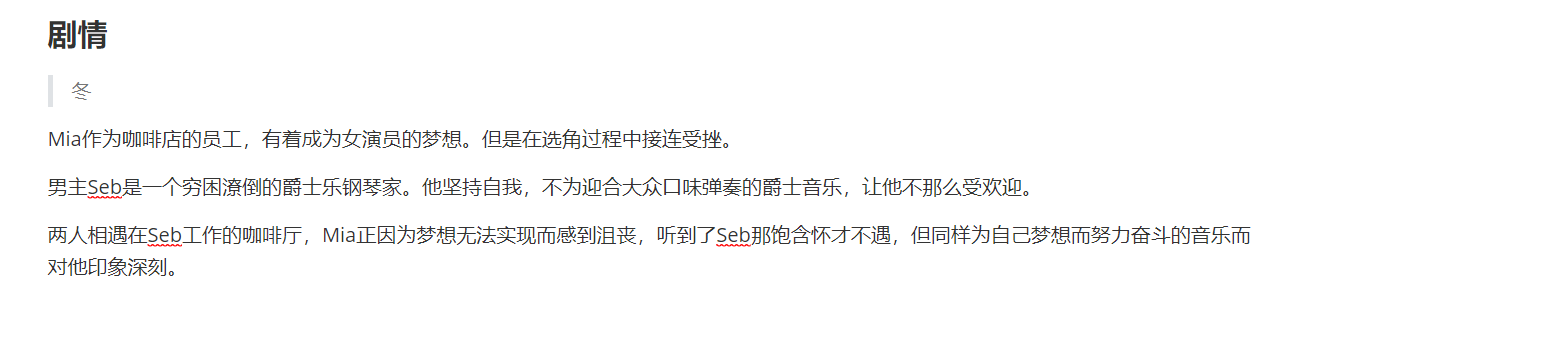 剧情
冬
Mia作为咖啡店的员工，有着成为女演员的梦想。但是在选角过程中接连受挫。
男主Seb是一个穷困潦倒的爵士乐钢琴家。他坚持自我，不为迎合大众口味弹奏的爵士音乐，让他不那么受欢迎。
两人相遇在Seb工作的咖啡厅，Mia正因为梦想无法实现而感到沮丧，听到了Seb那饱含怀才不遇，但同样为自己梦想而努力奋斗的音乐而
对他印象深刻。